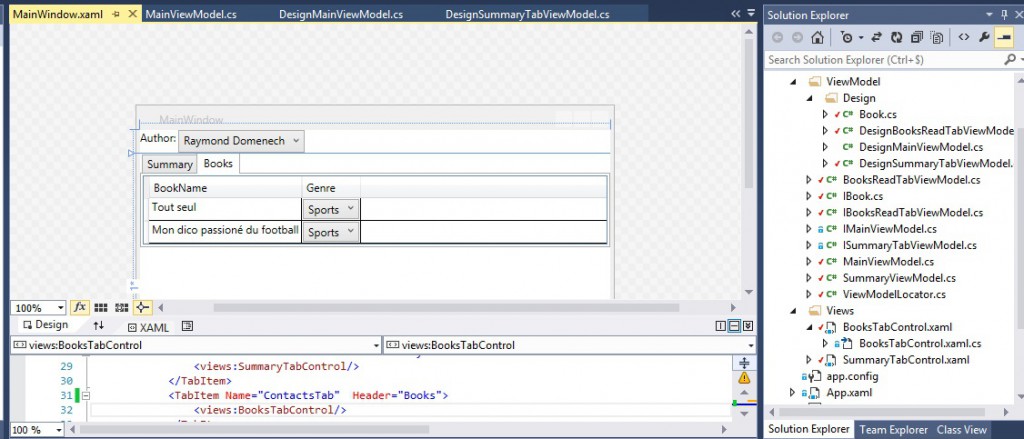 MainWindow.xaml MainViewModel.cs DesignMainViewModel.cs DesignSummaryTabViewModel.cs
MainWindow
Author: Raymond Domenech
Summary Books
BookName Genre
Tout seul Sports
Mon dico passioné du football Sports
100% fx
Design XAML
views:BooksTabControl views:BooksTabControl
29 <views:SummaryTabControl/>
30 </TabItem>
31 <TabItem Name="ContactsTab" Header="Books">
32 <views:BooksTabControl/>
100 %
Solution Explorer
Search Solution Explorer (Ctrl+$)
ViewModel
Design
C# Book.cs
C# DesignBooksReadTabViewMode
C# DesignMainViewModel.cs
C# DesignSummaryTabViewModel.
C# BooksReadTabViewModel.cs
C# IBook.cs
C# IBooksReadTabViewModel.cs
C# IMainViewModel.cs
C# ISummaryTabViewModel.cs
C# MainViewModel.cs
C# SummaryViewModel.cs
C# ViewModelLocator.cs
Views
BooksTabControl.xaml
BooksTabControl.xaml.cs
SummaryTabControl.xaml
app.config
App.xaml
Solution Explorer Team Explorer Class View